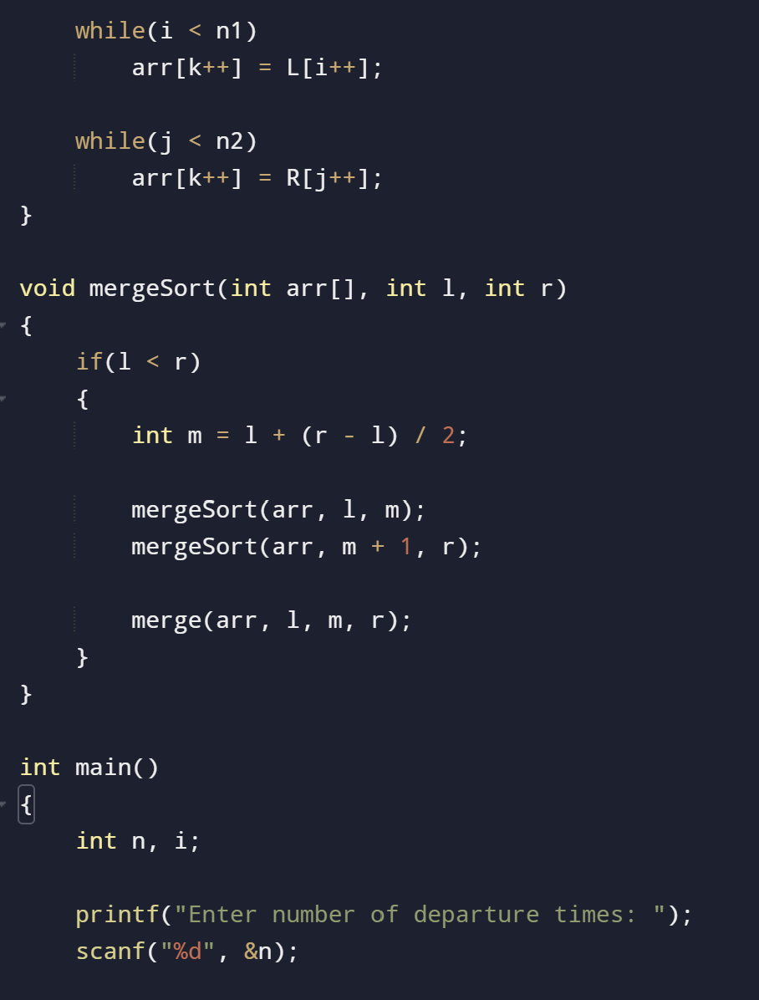 while(i < n1)
arr[k++] = L[i++];
while(j < n2)
arr[k++] = R[j++];
}
void mergeSort(int arr[], int l, int r)
{
if(l < r)
{
int m = l + (r - l) / 2;
mergeSort(arr, l, m);
mergeSort(arr, m + 1, r);
merge(arr, l, m, r);
}
}
int main()
{
int n, i;
printf("Enter number of departure times: ");
scanf("%d", &n);